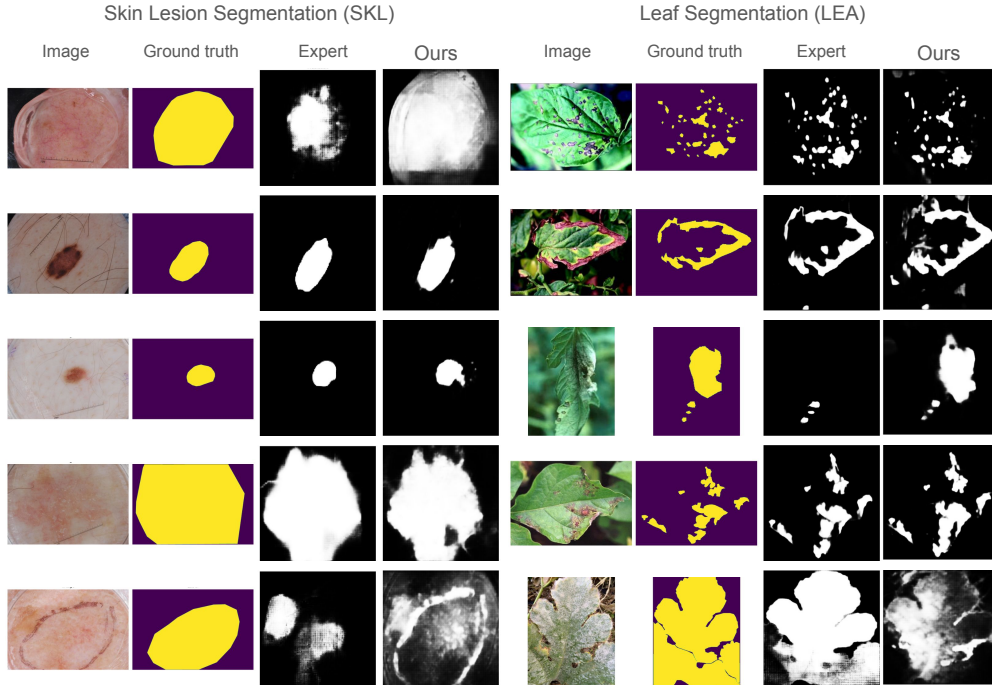 Skin Lesion Segmentation (SKL)
Leaf Segmentation (LEA)
Image Ground truth Expert Ours Image Ground truth Expert Ours